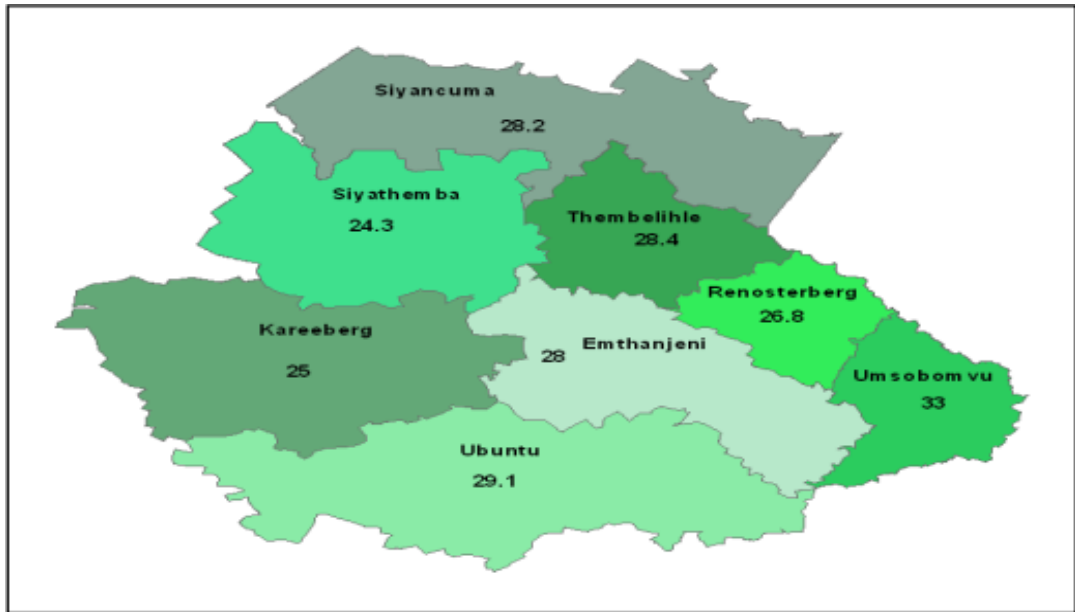 Siyancuma
28.2
Siyathemba
24.3
Thembelihle
28.4
Renosterberg
26.8
Kareeberg
25
28
Emthanjeni
Umsobomvu
33
Ubuntu
29.1